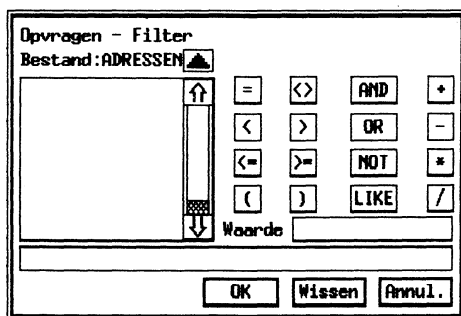 Opvragen - Filter
Bestand:ADRESSEN
= <> AND +
< > OR -
<= >= NOT *
( ) LIKE /
Waarde
OK Wissen Annul.